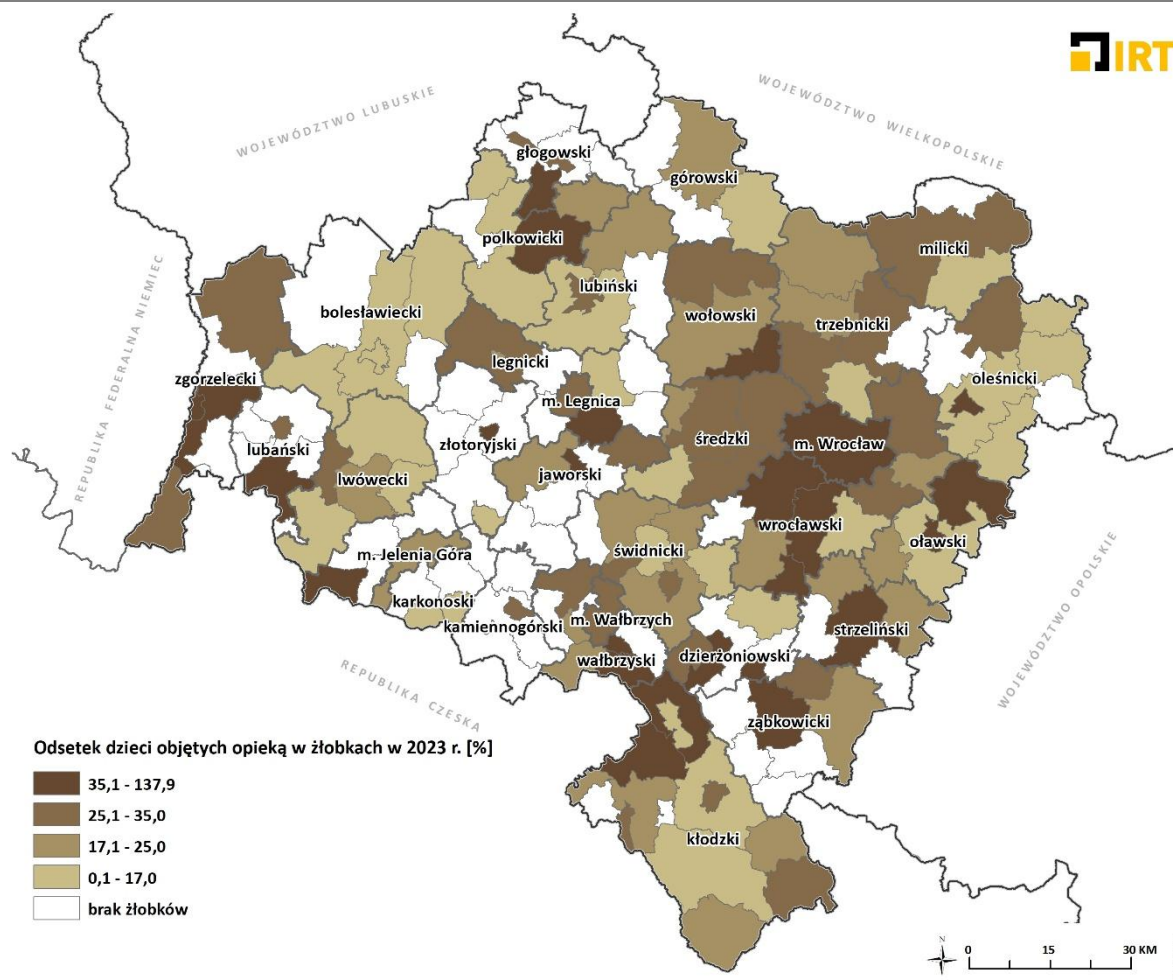 IRT
WOJEWÓDZTWO LUBUSKIE
WOJEWÓDZTWO WIELKOPOLSKIE
głogowski
górowski
polkowicki
milicki
lubiński
bolesławiecki
wołowski
trzebnicki
REPUBLIKA FEDERALNA NIEMIEC
legnicki
zgorzelecki
oleśnicki
m. Legnica
średzki
m. Wrocław
lubański
złotoryjski
lwówecki
jaworski
wrocławski
świdnicki
oławski
m. Jelenia Góra
karkonoski
kamiennogórski
m. Wałbrzych
strzeliński
wałbrzyski
dzierżoniowski
WOJEWÓDZTWO OPOLSKIE
REPUBLIKA CZESKA
ząbkowicki
kłodzki
Odsetek dzieci objętych opieką w żłobkach w 2023 r. [%]
35,1 - 137,9
25,1 - 35,0
17,1 - 25,0
0,1 - 17,0
brak żłobków
N
0 15 30 KM